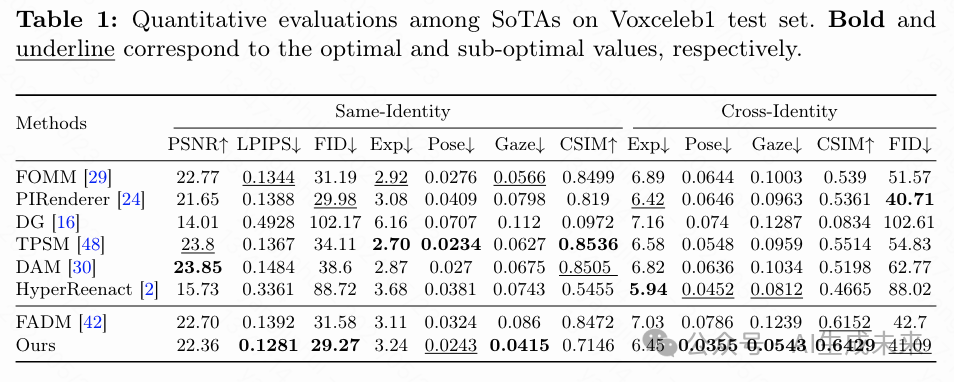 Table 1: Quantitative evaluations among SoTAs on Voxceleb1 test set. Bold and
underline correspond to the optimal and sub-optimal values, respectively.
Methods Same-Identity Cross-Identity
PSNR↑ LPIPS↓ FID↓ Exp↓ Pose↓ Gaze↓ CSIM↑ Exp↓ Pose↓ Gaze↓ CSIM↑ FID↓
FOMM [29] 22.77 0.1344 31.19 2.92 0.0276 0.0566 0.8499 6.89 0.0644 0.1003 0.539 51.57
PIRenderer [24] 21.65 0.1388 29.98 3.08 0.0409 0.0798 0.819 6.42 0.0646 0.0963 0.5361 40.71
DG [16] 14.01 0.4928 102.17 6.16 0.0707 0.112 0.0972 7.16 0.074 0.1287 0.0834 102.61
TPSM [48] 23.8 0.1367 34.11 2.70 0.0234 0.0627 0.8536 6.58 0.0548 0.0959 0.5514 54.83
DAM [30] 23.85 0.1484 38.6 2.87 0.027 0.0675 0.8505 6.82 0.0636 0.1034 0.5198 62.77
HyperReenact [2] 15.73 0.3361 88.72 3.68 0.0381 0.0743 0.5455 5.94 0.0452 0.0812 0.4665 88.02
FADM [42] 22.70 0.1392 31.58 3.11 0.0324 0.086 0.8472 7.03 0.0786 0.1239 0.6152 42.7
Ours 22.36 0.1281 29.27 3.24 0.0243 0.0415 0.7146 6.45 0.0355 0.0543 0.6429 41.09
公众号 · AI生成未来